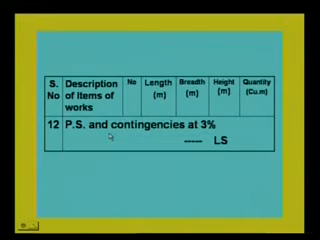 S. No Description of Items of works No Length (m) Breadth (m) Height (m) Quantity (Cu.m)
12 P.S. and contingencies at 3%
----- LS